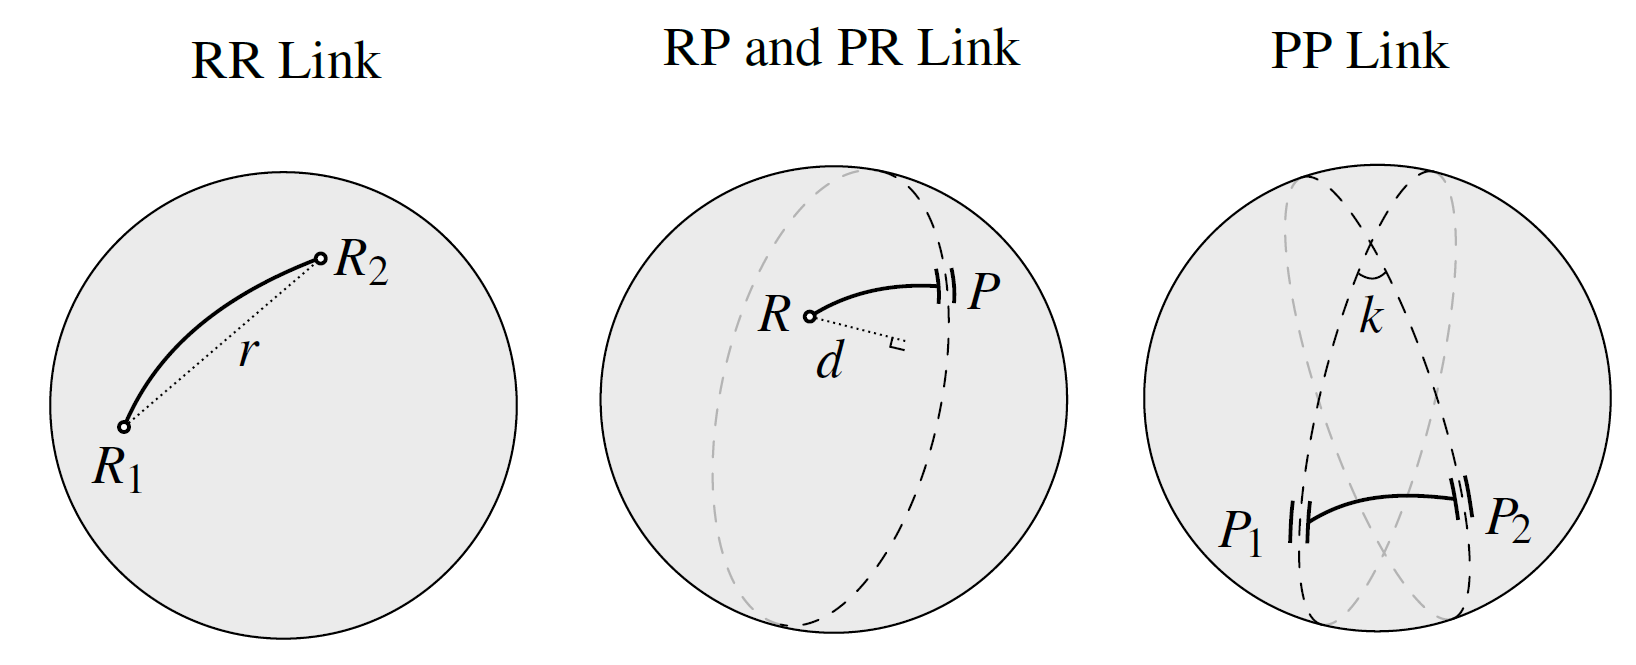 RR Link
RP and PR Link
PP Link
R2
r
R1
R
P
d
k
P1
P2